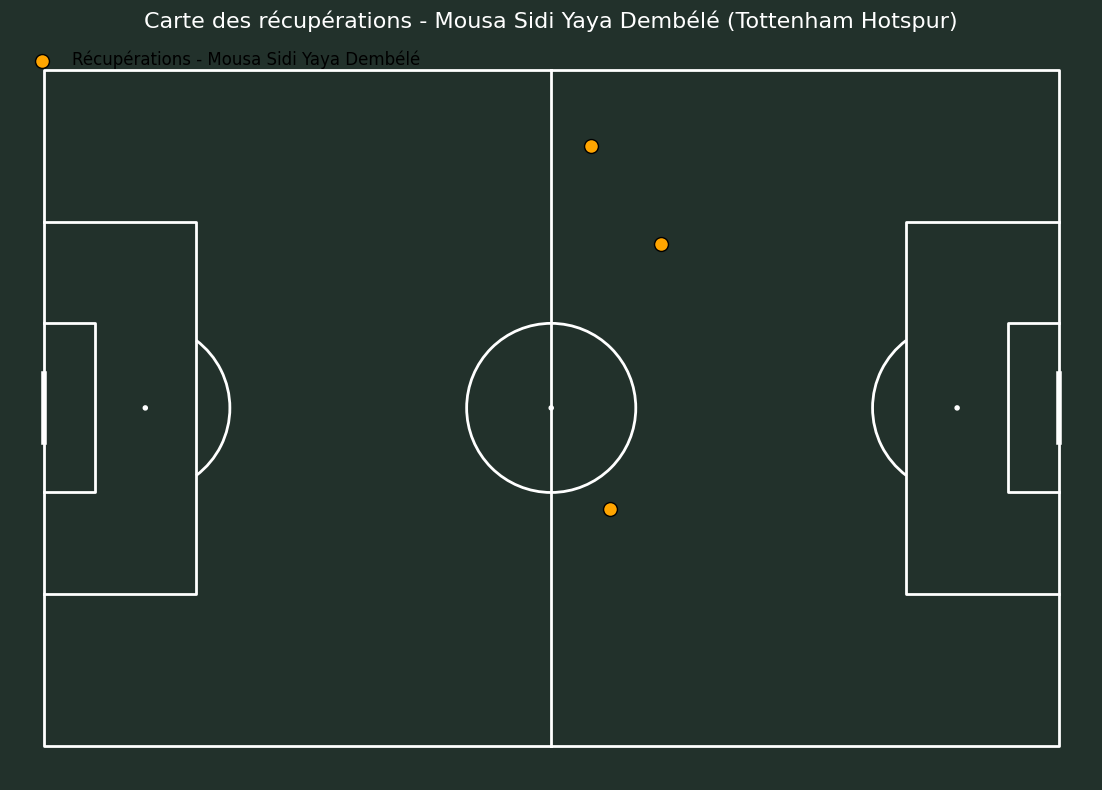 Carte des récupérations - Mousa Sidi Yaya Dembélé (Tottenham Hotspur)
Récupérations - Mousa Sidi Yaya Dembélé